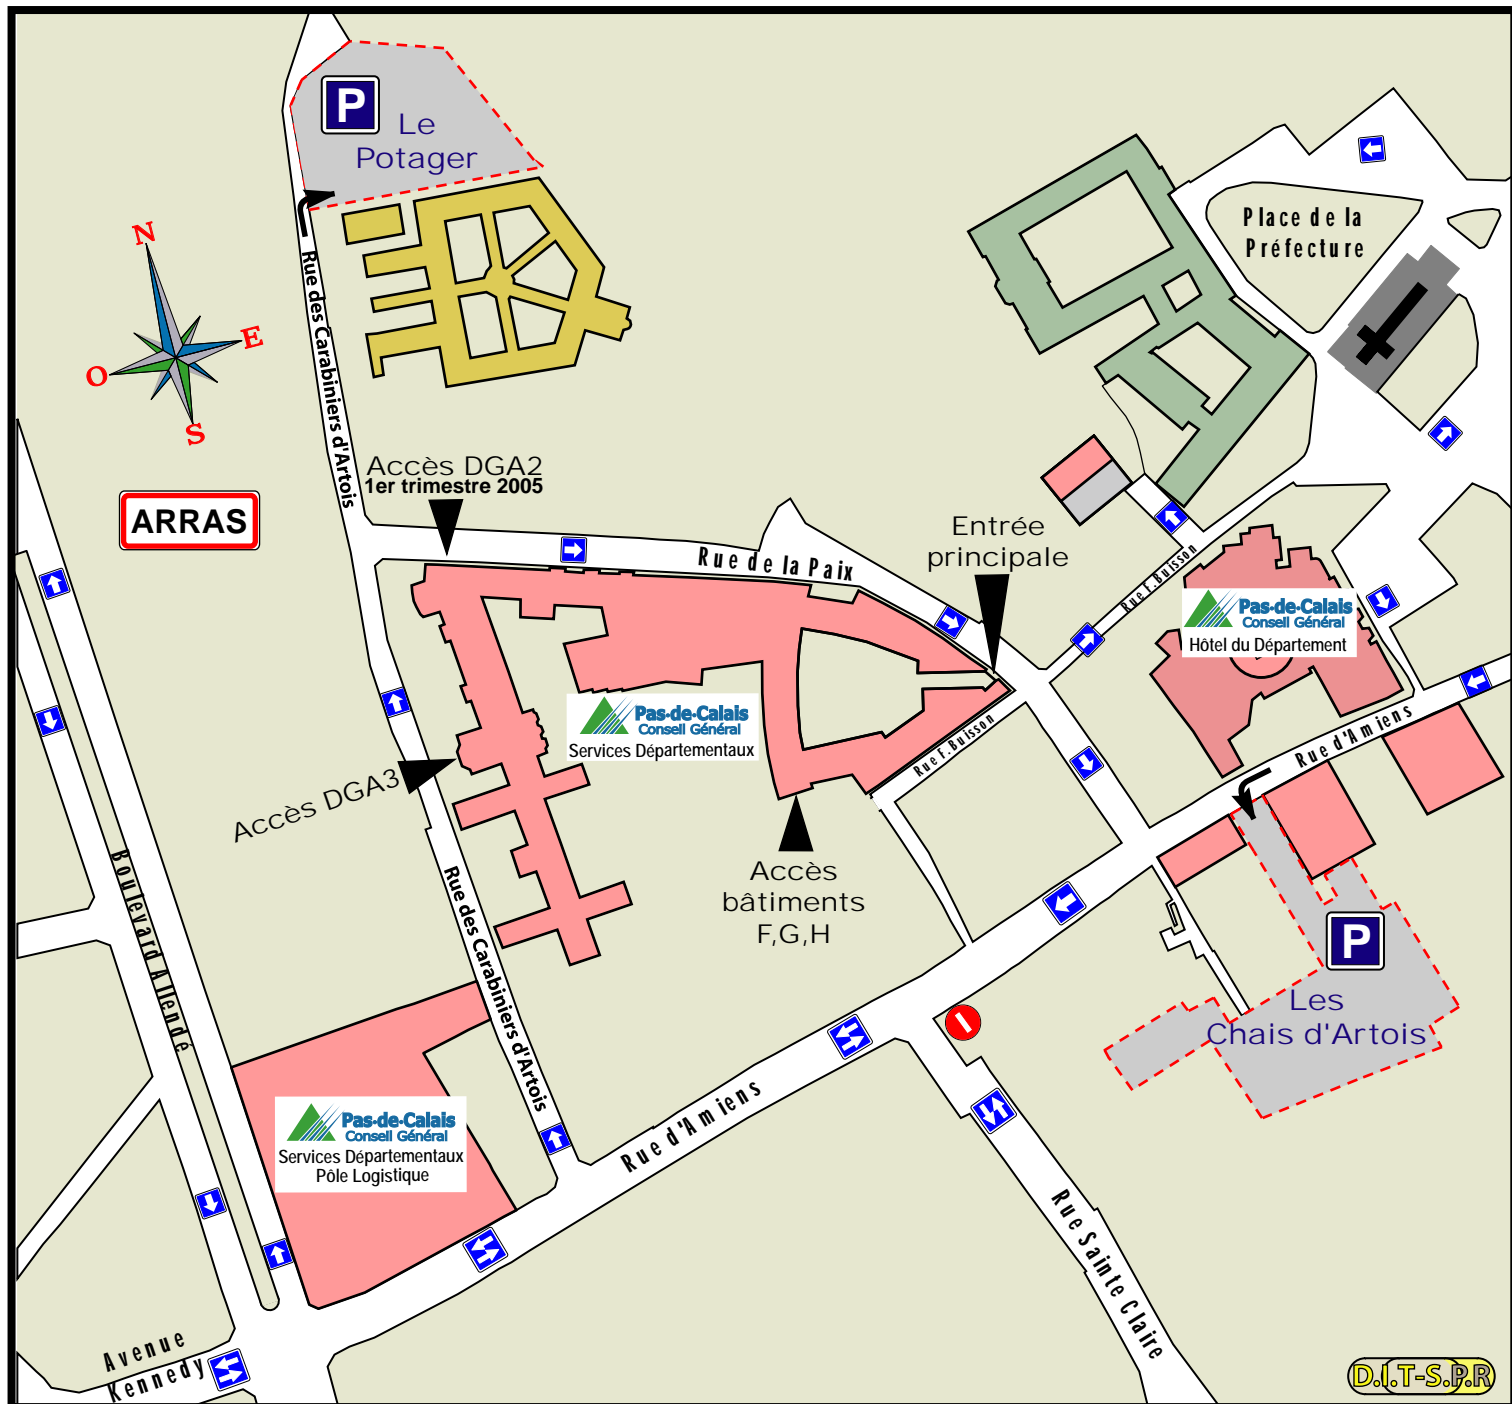 P
Le
Potager
N
E
O
S
Rue des Carabiniers d'Artois
ARRAS
Place de la
Préfecture
Accès DGA2
1er trimestre 2005
Rue de la Paix
Entrée
principale
Rue F. Buisson
Pas-de-Calais
Conseil Général
Hôtel du Département
Pas-de-Calais
Conseil Général
Services Départementaux
Rue F. Buisson
Rue d'Amiens
Accès DGA3
Accès
bâtiments
F,G,H
Boulevard Allende
Rue des Carabiniers d'Artois
P
Les
Chais d'Artois
Pas-de-Calais
Conseil Général
Services Départementaux
Pôle Logistique
Rue d'Amiens
Rue Sainte Claire
Avenue
Kennedy
D.I.T-S.P.R